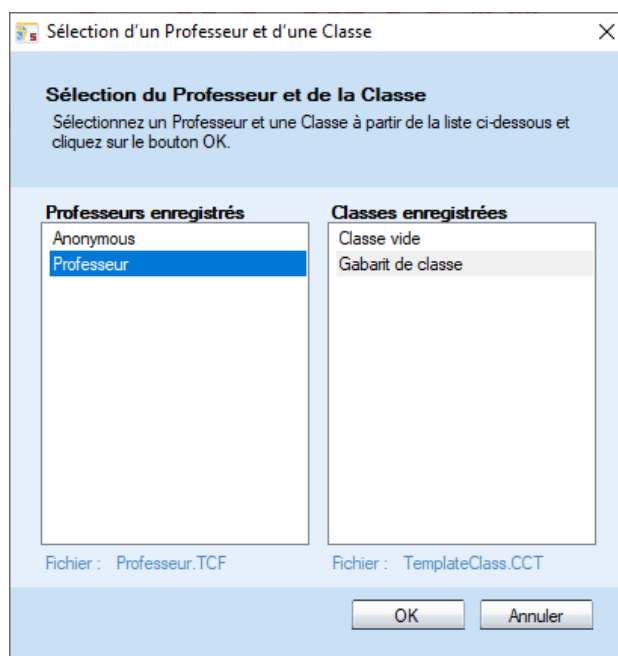 Sélection d'un Professeur et d'une Classe
Sélection du Professeur et de la Classe
Sélectionnez un Professeur et une Classe à partir de la liste ci-dessous et
cliquez sur le bouton OK.
Professeurs enregistrés
Anonymous
Professeur
Fichier : Professeur.TCF
Classes enregistrées
Classe vide
Gabarit de classe
Fichier : TemplateClass.CCT
OK
Annuler